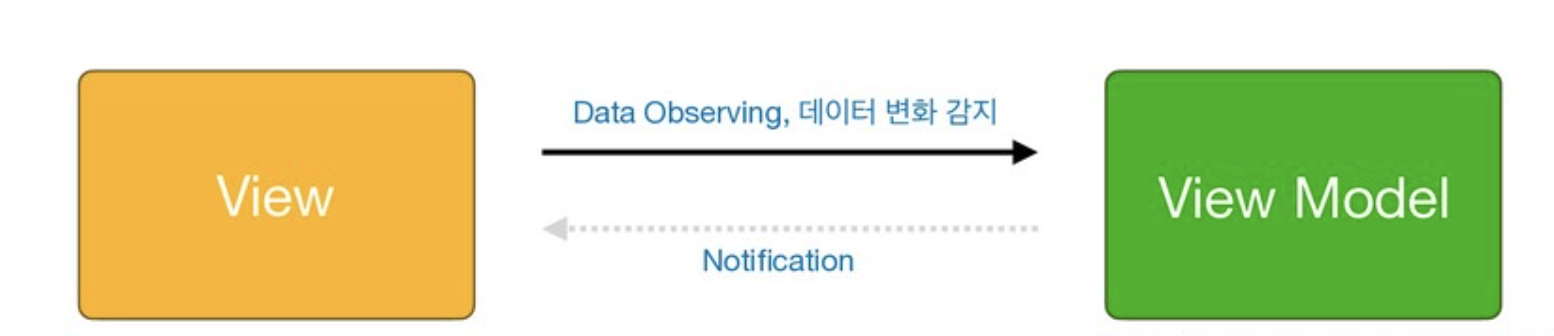 View
Data Observing, 데이터 변화 감지
Notification
View Model